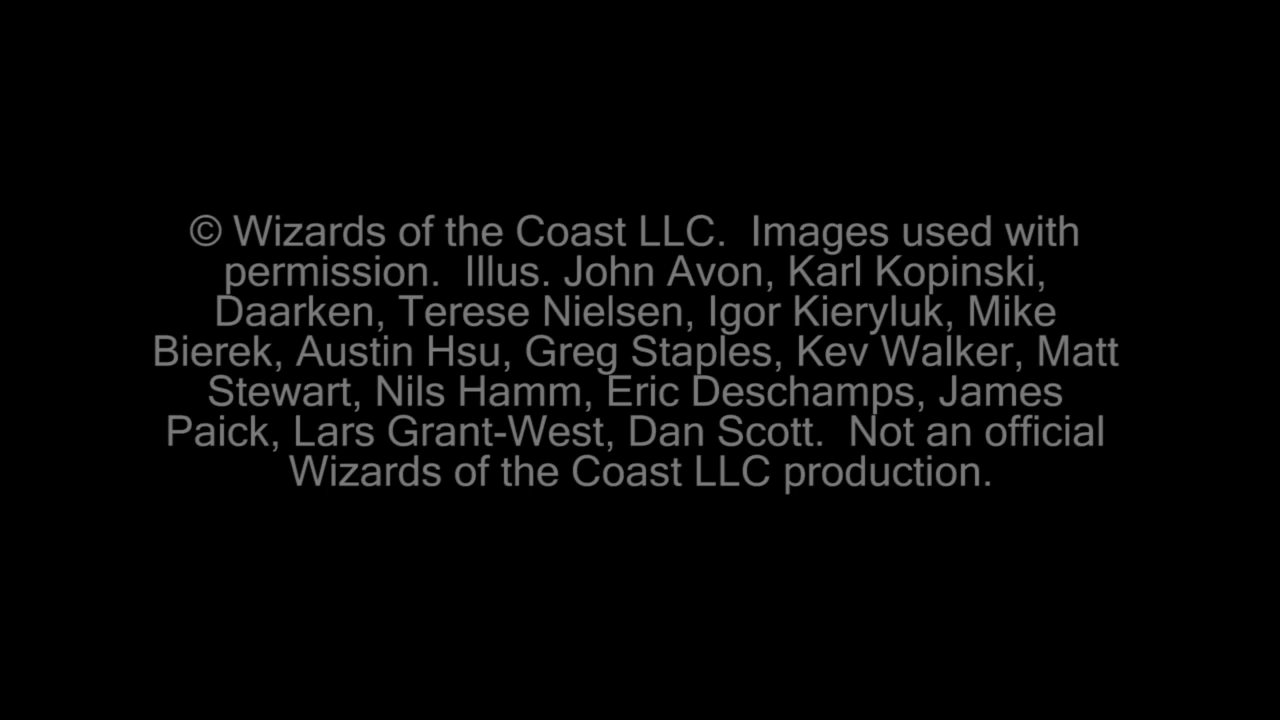 © Wizards of the Coast LLC.  Images used with
permission.  Illus. John Avon, Karl Kopinski,
Daarken, Terese Nielsen, Igor Kieryluk, Mike
Bierek, Austin Hsu, Greg Staples, Kev Walker, Matt
Stewart, Nils Hamm, Eric Deschamps, James
Paick, Lars Grant-West, Dan Scott.  Not an official
Wizards of the Coast LLC production.